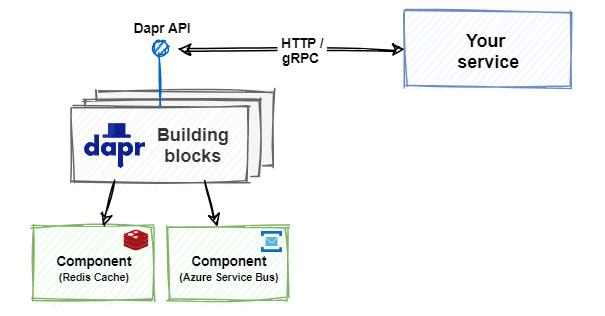 Dapr API
HTTP /
gRPC
Your
service
dapr
Building
blocks
Component
(Redis Cache)
Component
(Azure Service Bus)